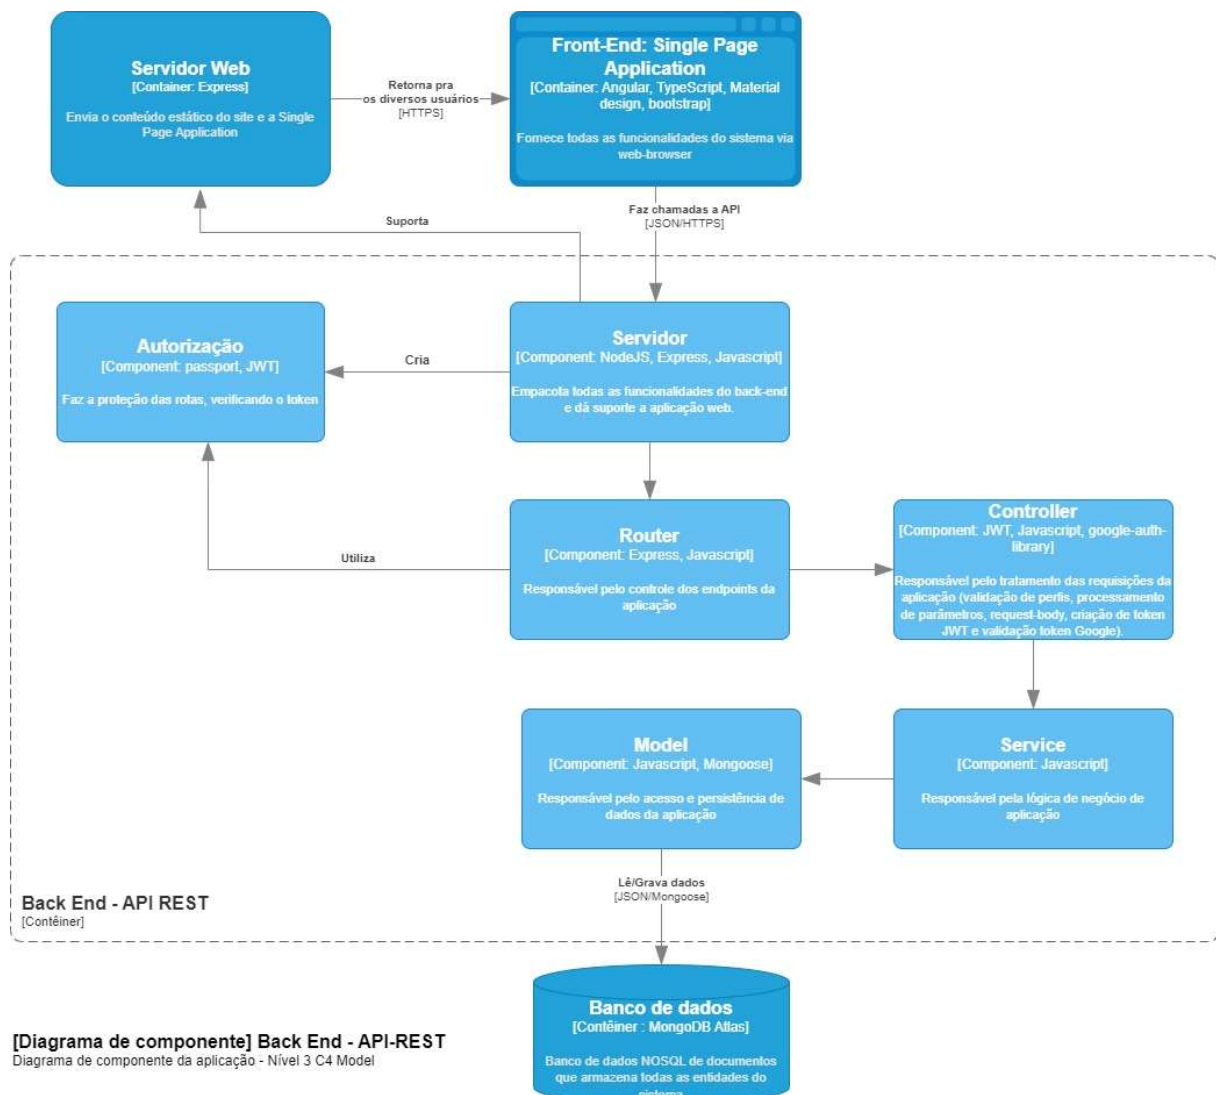 Servidor Web
[Container: Express]
Envia o conteúdo estático do site e a Single
Page Application
Retorna pra
os diversos usuários
[HTTPS]
Front-End: Single Page
Application
[Container: Angular, TypeScript, Material
design, bootstrap]
Fornece todas as funcionalidades do sistema via
web-browser
Suporta
Faz chamadas a API
[JSON/HTTPS]
Autorização
[Component: passport, JWT]
Faz a proteção das rotas, verificando o token
Cria
Servidor
[Component: NodeJS, Express, Javascript]
Empacota todas as funcionalidades do back-end
e dá suporte a aplicação web.
Utiliza
Router
[Component: Express, Javascript]
Responsável pelo controle dos endpoints da
aplicação
Controller
[Component: JWT, Javascript, google-auth-
library]
Responsável pelo tratamento das requisições da
aplicação (validação de perfis, processamento
de parâmetros, request-body, criação de token
JWT e validação token Google).
Model
[Component: Javascript, Mongoose]
Responsável pelo acesso e persistência de
dados da aplicação
Service
[Component: Javascript]
Responsável pela lógica de negócio de
aplicação
Lê/Grava dados
[JSON/Mongoose]
Back End - API REST
[Contêiner]
Banco de dados
[Contêiner : MongoDB Atlas]
Banco de dados NOSQL de documentos
que armazena todas as entidades do
sistema
[Diagrama de componente] Back End - API-REST
Diagrama de componente da aplicação - Nível 3 C4 Model